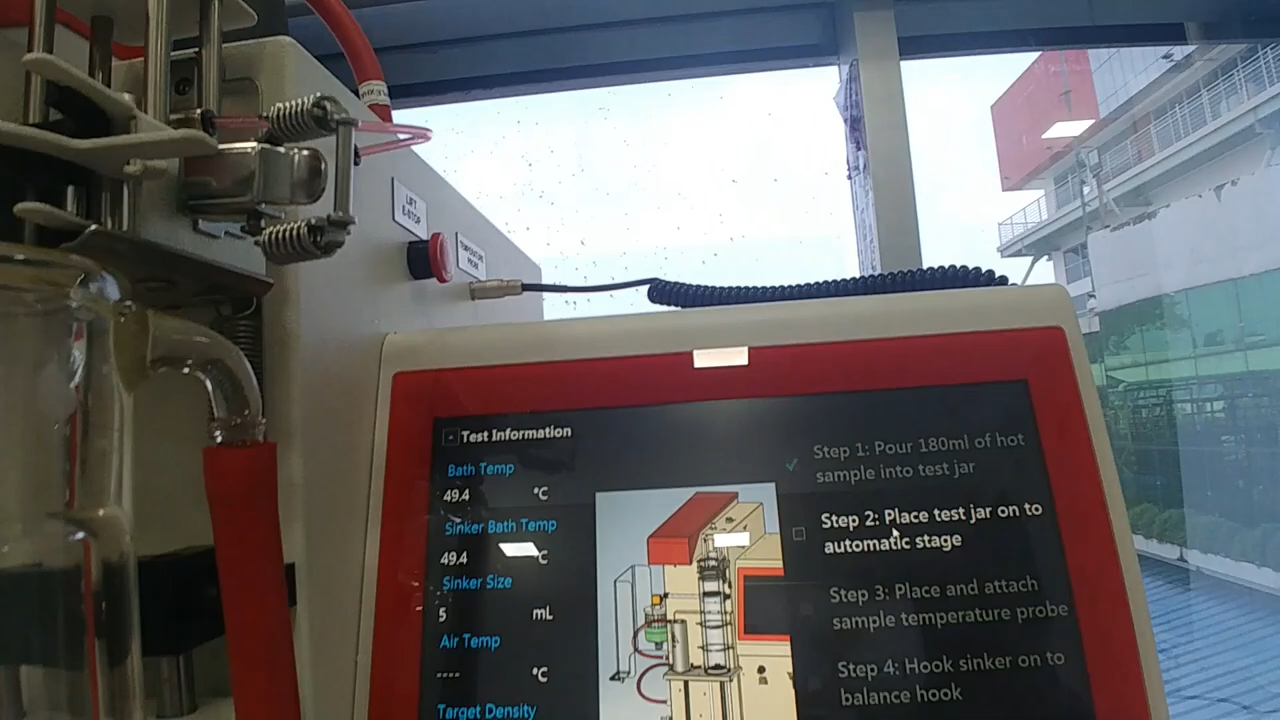 LIFT
E-STOP
TEMPERATURE
PROBE
Test Information
Bath Temp
49.4 °C
Sinker Bath Temp
49.4 °C
Sinker Size
5 mL
Air Temp
---- °C
Target Density
Step 1: Pour 180ml of hot
sample into test jar
Step 2: Place test jar on to
automatic stage
Step 3: Place and attach
sample temperature probe
Step 4: Hook sinker on to
balance hook